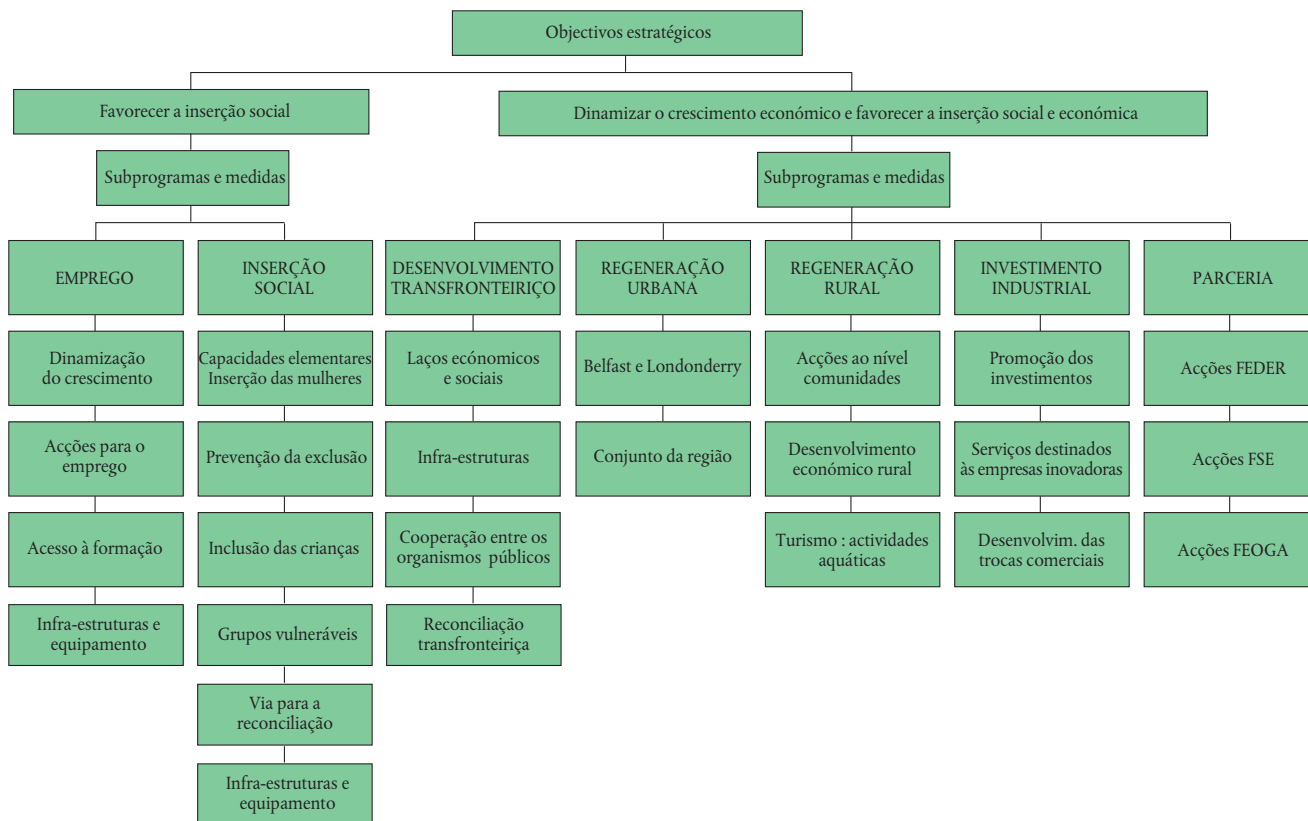 Objectivos estratégicos
Favorecer a inserção social
Dinamizar o crescimento económico e favorecer a inserção social e económica
Subprogramas e medidas
Subprogramas e medidas
EMPREGO
INSERÇÃO
SOCIAL
DESENVOLVIMENTO
TRANSFRONTEIRIÇO
REGENERAÇÃO
URBANA
REGENERAÇÃO
RURAL
INVESTIMENTO
INDUSTRIAL
PARCERIA
Dinamização
do crescimento
Capacidades elementares
Inserção das mulheres
Laços ecónomicos
e sociais
Belfast e Londonderry
Acções ao nível
comunidades
Promoção dos
investimentos
Acções FEDER
Acções para o
emprego
Prevenção da exclusão
Infra-estruturas
Conjunto da região
Desenvolvimento
económico rural
Serviços destinados
às empresas inovadoras
Acções FSE
Acesso à formação
Inclusão das crianças
Cooperação entre os
organismos públicos
Turismo : actividades
aquáticas
Desenvolvim. das
trocas comerciais
Acções FEOGA
Infra-estruturas e
equipamento
Grupos vulneráveis
Reconciliação
transfronteiriça
Via para a
reconciliação
Infra-estruturas e
equipamento